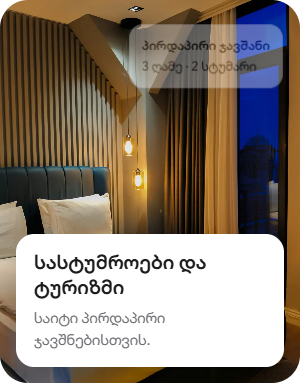 პირდაპირი ჯავშანი
3 ღამე · 2 სტუმარი
სასტუმროები და
ტურიზმი
საიტი პირდაპირი
ჯავშნებისთვის.